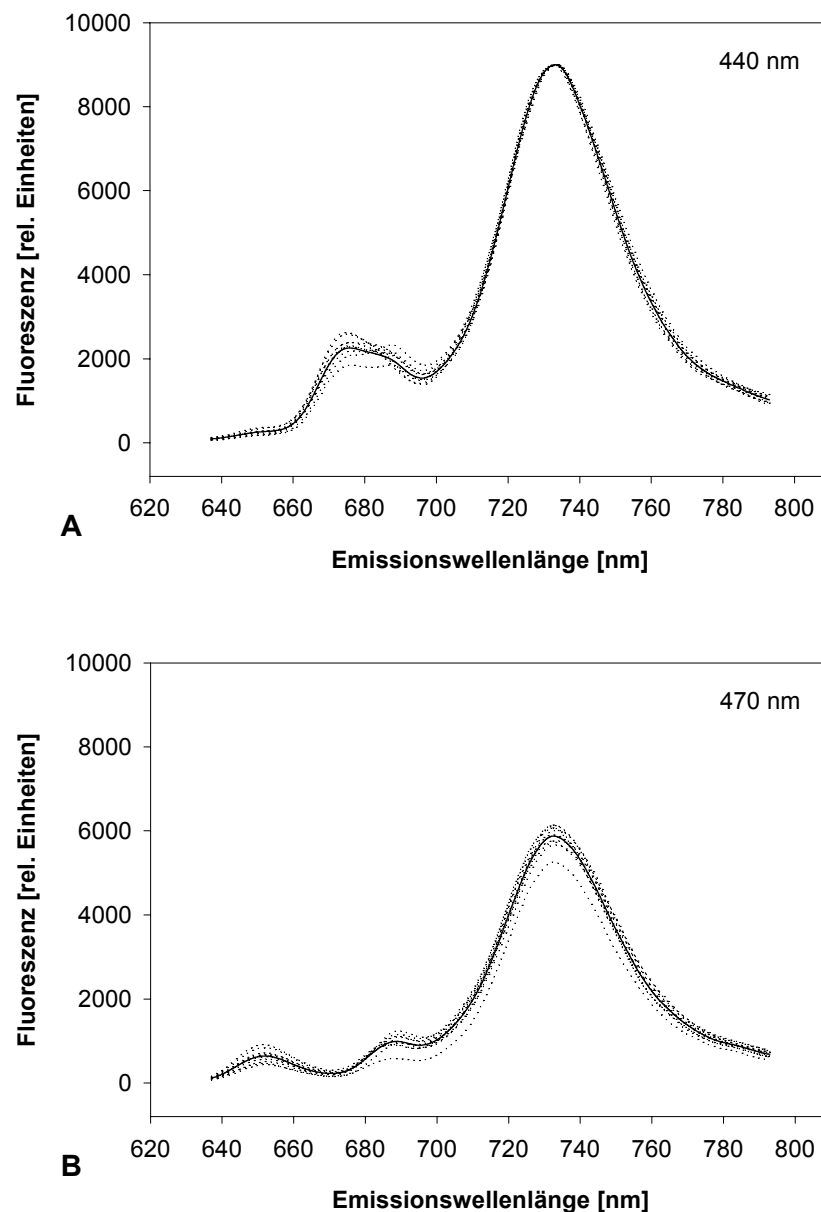 10000
440 nm
8000
6000
4000
2000
0
620 640 660 680 700 720 740 760 780 800
Fluoreszenz [rel. Einheiten]
A
Emissionswellenlänge [nm]
10000
470 nm
8000
6000
4000
2000
0
620 640 660 680 700 720 740 760 780 800
Fluoreszenz [rel. Einheiten]
B
Emissionswellenlänge [nm]